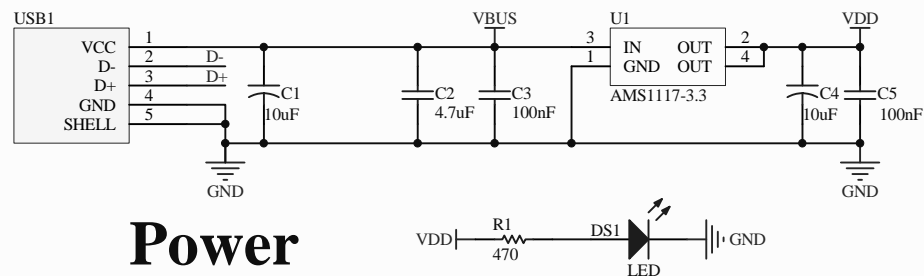 USB1
VCC 1
D- 2 D-
D+ 3 D+
GND 4
SHELL 5
GND
C1
10uF
C2
4.7uF
VBUS
C3
100nF
U1
3 IN OUT 2
1 GND OUT 4
AMS1117-3.3
VDD
C4
10uF
C5
100nF
GND
Power
VDD
R1
470
DS1
LED
GND